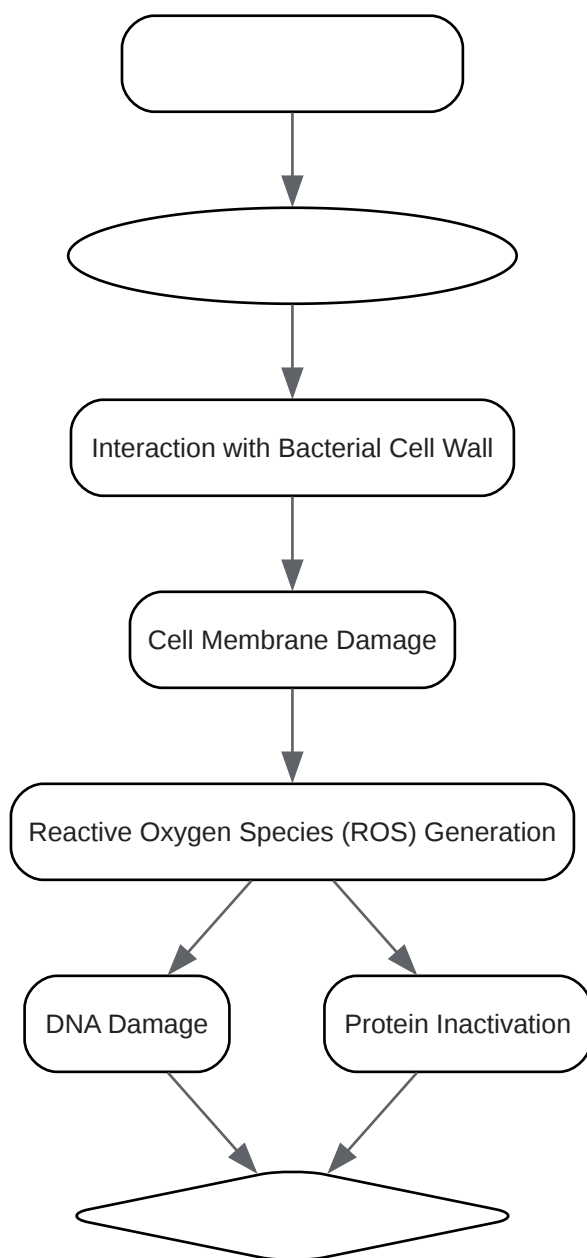 Interaction with Bacterial Cell Wall
Cell Membrane Damage
Reactive Oxygen Species (ROS) Generation
DNA Damage
Protein Inactivation